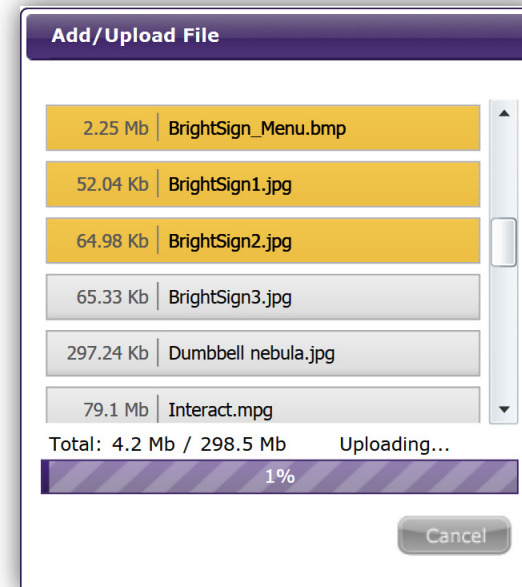 Add/Upload File
2.25 Mb BrightSign_Menu.bmp
52.04 Kb BrightSign1.jpg
64.98 Kb BrightSign2.jpg
65.33 Kb BrightSign3.jpg
297.24 Kb Dumbbell nebula.jpg
79.1 Mb Interact.mpg
Total: 4.2 Mb / 298.5 Mb Uploading...
1%
Cancel